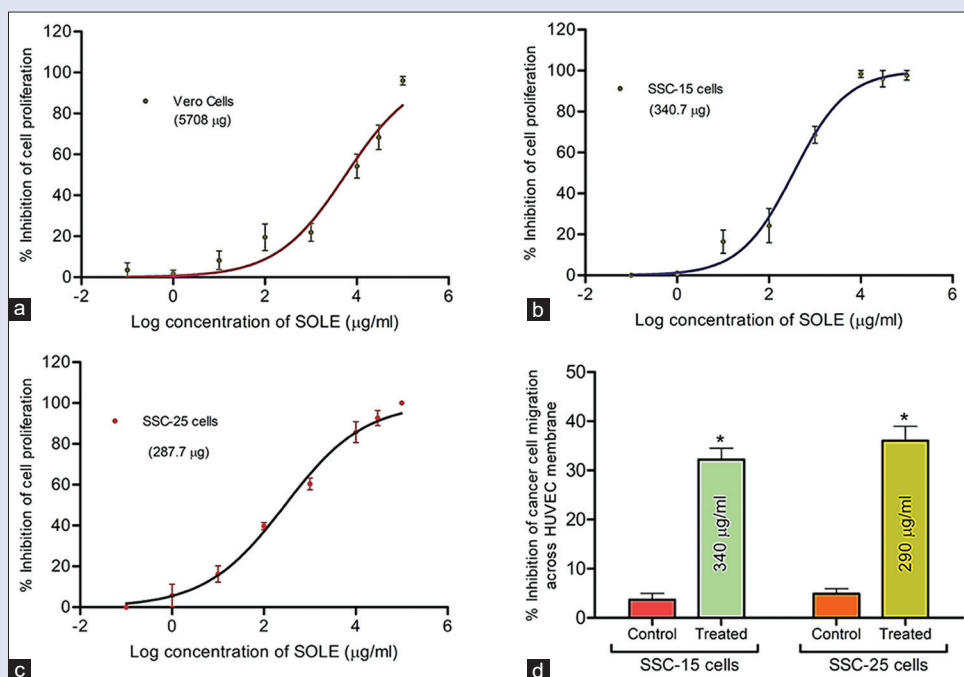 % Inhibition of cell proliferation
120
100
80
60
40
20
0
-2
0
2
4
6
Vero Cells
(5708 µg)
Log concentration of SOLE (µg/ml)
a
% Inhibition of cell proliferation
120
100
80
60
40
20
0
-2
0
2
4
6
SSC-15 cells
(340.7 µg)
Log concentration of SOLE (µg/ml)
b
% Inhibition of cell proliferation
120
100
80
60
40
20
0
-2
0
2
4
6
SSC-25 cells
(287.7 µg)
Log concentration of SOLE (µg/ml)
c
% Inhibition of cancer cell migration
across HUVEC membrane
50
40
30
20
10
0
*
*
340 µg/ml
290 µg/ml
Control Treated Control Treated
SSC-15 cells SSC-25 cells
d